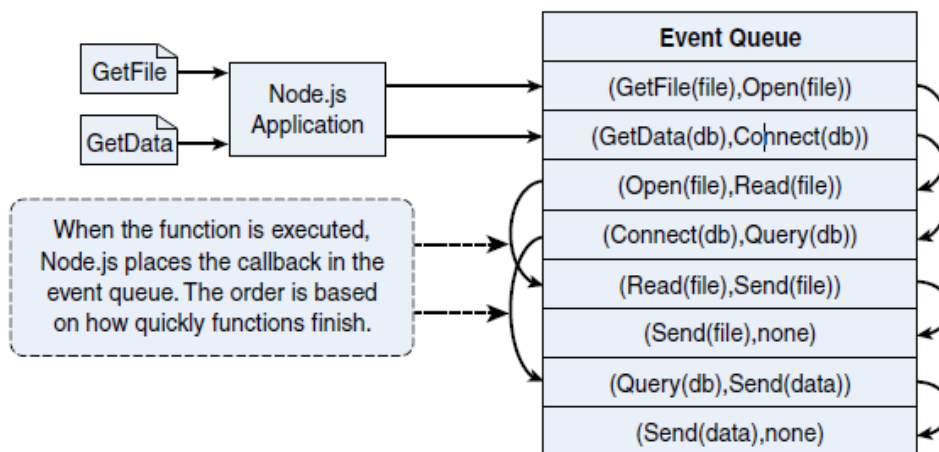 GetFile
GetData
Node.js
Application
When the function is executed,
Node.js places the callback in the
event queue. The order is based
on how quickly functions finish.
Event Queue
(GetFile(file),Open(file))
(GetData(db),Connect(db))
(Open(file),Read(file))
(Connect(db),Query(db))
(Read(file),Send(file))
(Send(file),none)
(Query(db),Send(data))
(Send(data),none)